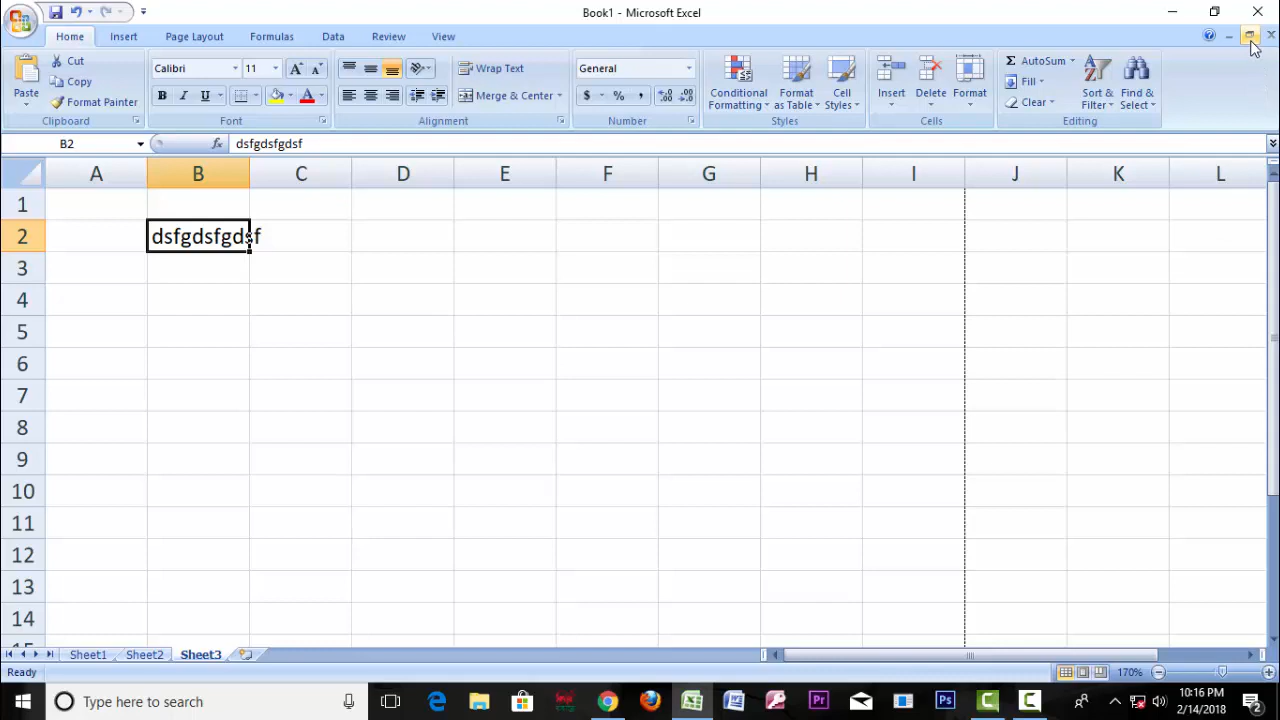 Book1 - Microsoft Excel
Home Insert Page Layout Formulas Data Review View
Paste
Cut
Copy
Format Painter
Clipboard
Calibri 11
A A
B I U A
Font
Wrap Text
Merge & Center
Alignment
General
$ % ,
Number
Conditional Formatting
Format as Table
Cell Styles
Styles
Insert
Delete
Format
Cells
Σ AutoSum
Fill
Clear
Sort & Filter
Find & Select
Editing
B2 fx dsfgdsfgdsf
A B C D E F G H I J K L
1
2 dsfgdsfgdsf
3
4
5
6
7
8
9
10
11
12
13
14
15
Sheet1 Sheet2 Sheet3
Ready 170%
Type here to search
10:16 PM
2/14/2018
2